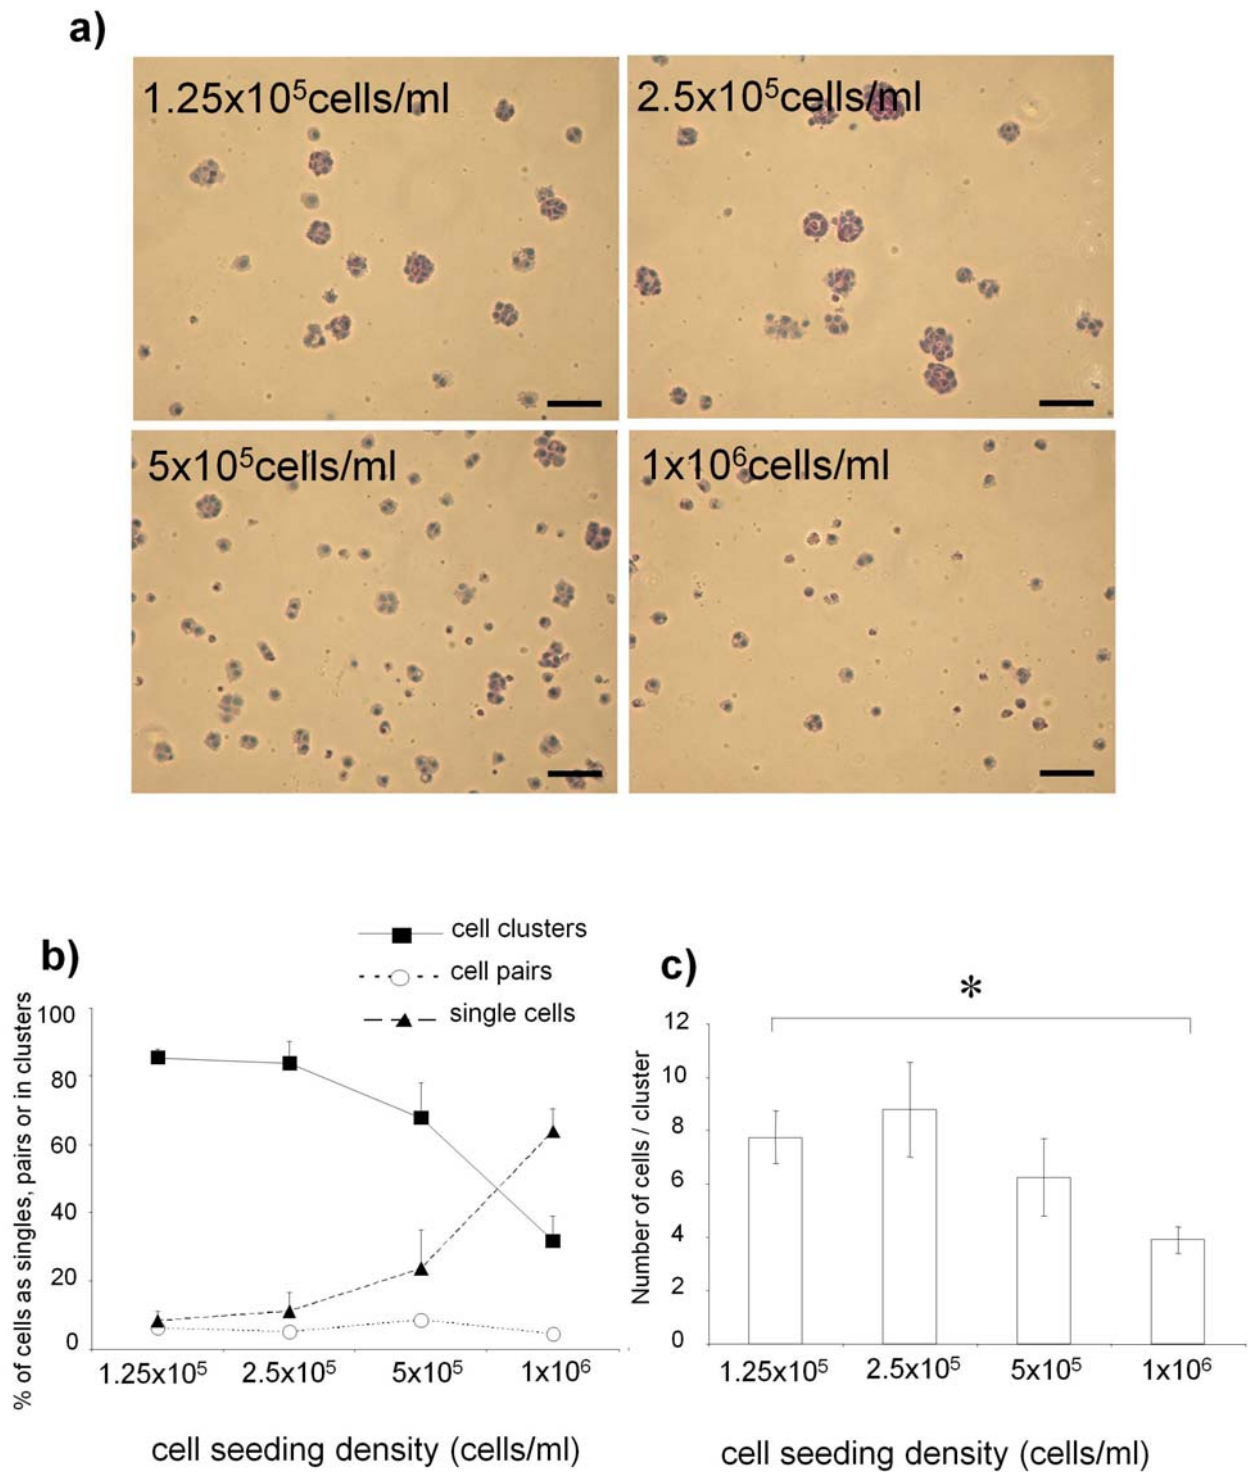 a)
1.25x10⁵cells/ml
2.5x10⁵cells/ml
5x10⁵cells/ml
1x10⁶cells/ml
b)
cell clusters
cell pairs
single cells
% of cells as singles, pairs or in clusters
100
80
60
40
20
0
1.25x10⁵ 2.5x10⁵ 5x10⁵ 1x10⁶
cell seeding density (cells/ml)
c)
*
Number of cells / cluster
12
10
8
6
4
2
0
1.25x10⁵ 2.5x10⁵ 5x10⁵ 1x10⁶
cell seeding density (cells/ml)